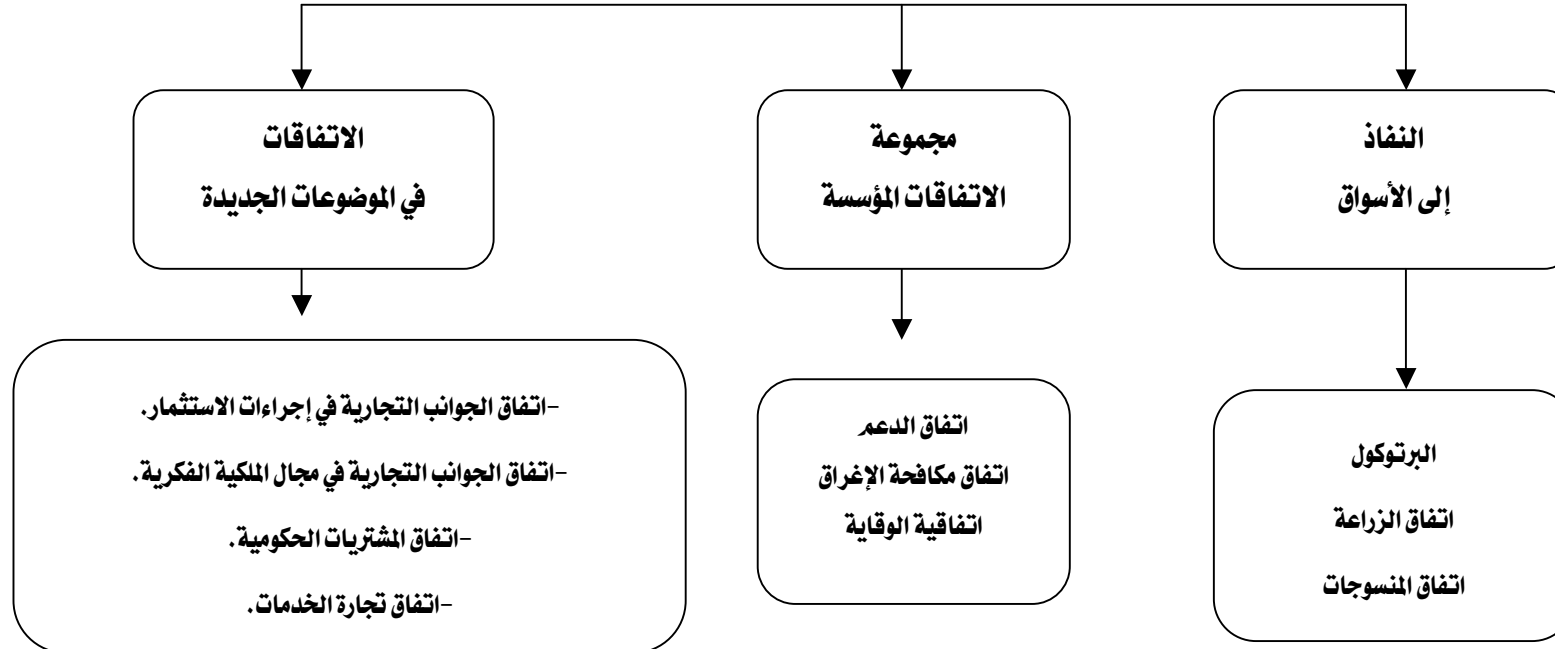 النفاذ
إلى الأسواق
مجموعة
الاتفاقات المؤسسة
الاتفاقات
في الموضوعات الجديدة
البرتوكول
اتفاق الزراعة
اتفاق المنسوجات
اتفاق الدعم
اتفاق مكافحة الإغراق
اتفاقية الوقاية
-اتفاق الجوانب التجارية في إجراءات الاستثمار.
-اتفاق الجوانب التجارية في مجال الملكية الفكرية.
-اتفاق المشتريات الحكومية.
-اتفاق تجارة الخدمات.